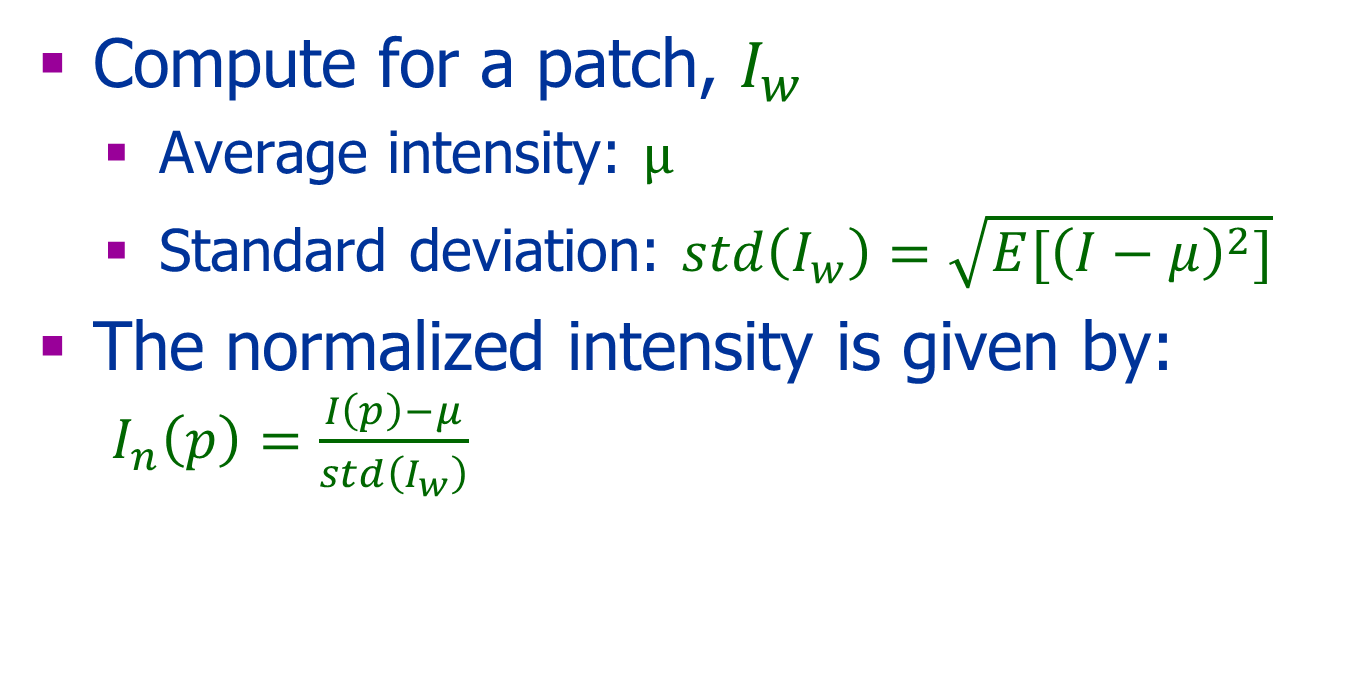 ▪ Compute for a patch, I_w
▪ Average intensity: μ
▪ Standard deviation: std(I_w) = √E[(I − μ)²]
▪ The normalized intensity is given by:
I_n(p) = (I(p)−μ)/(std(I_w))